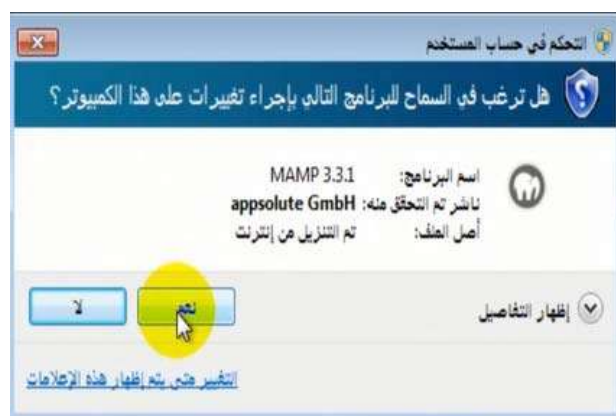 التحكم في حساب المستخدم
هل ترغب في السماح للبرنامج التالي بإجراء تغييرات على هذا الكمبيوتر؟
اسم البرنامج: MAMP 3.3.1
ناشر تم التحقق منه: appsolute GmbH
أصل الملف: تم التنزيل من إنترنت
إظهار التفاصيل
نعم
لا
التغيير متى يتم إظهار هذه الإعلامات